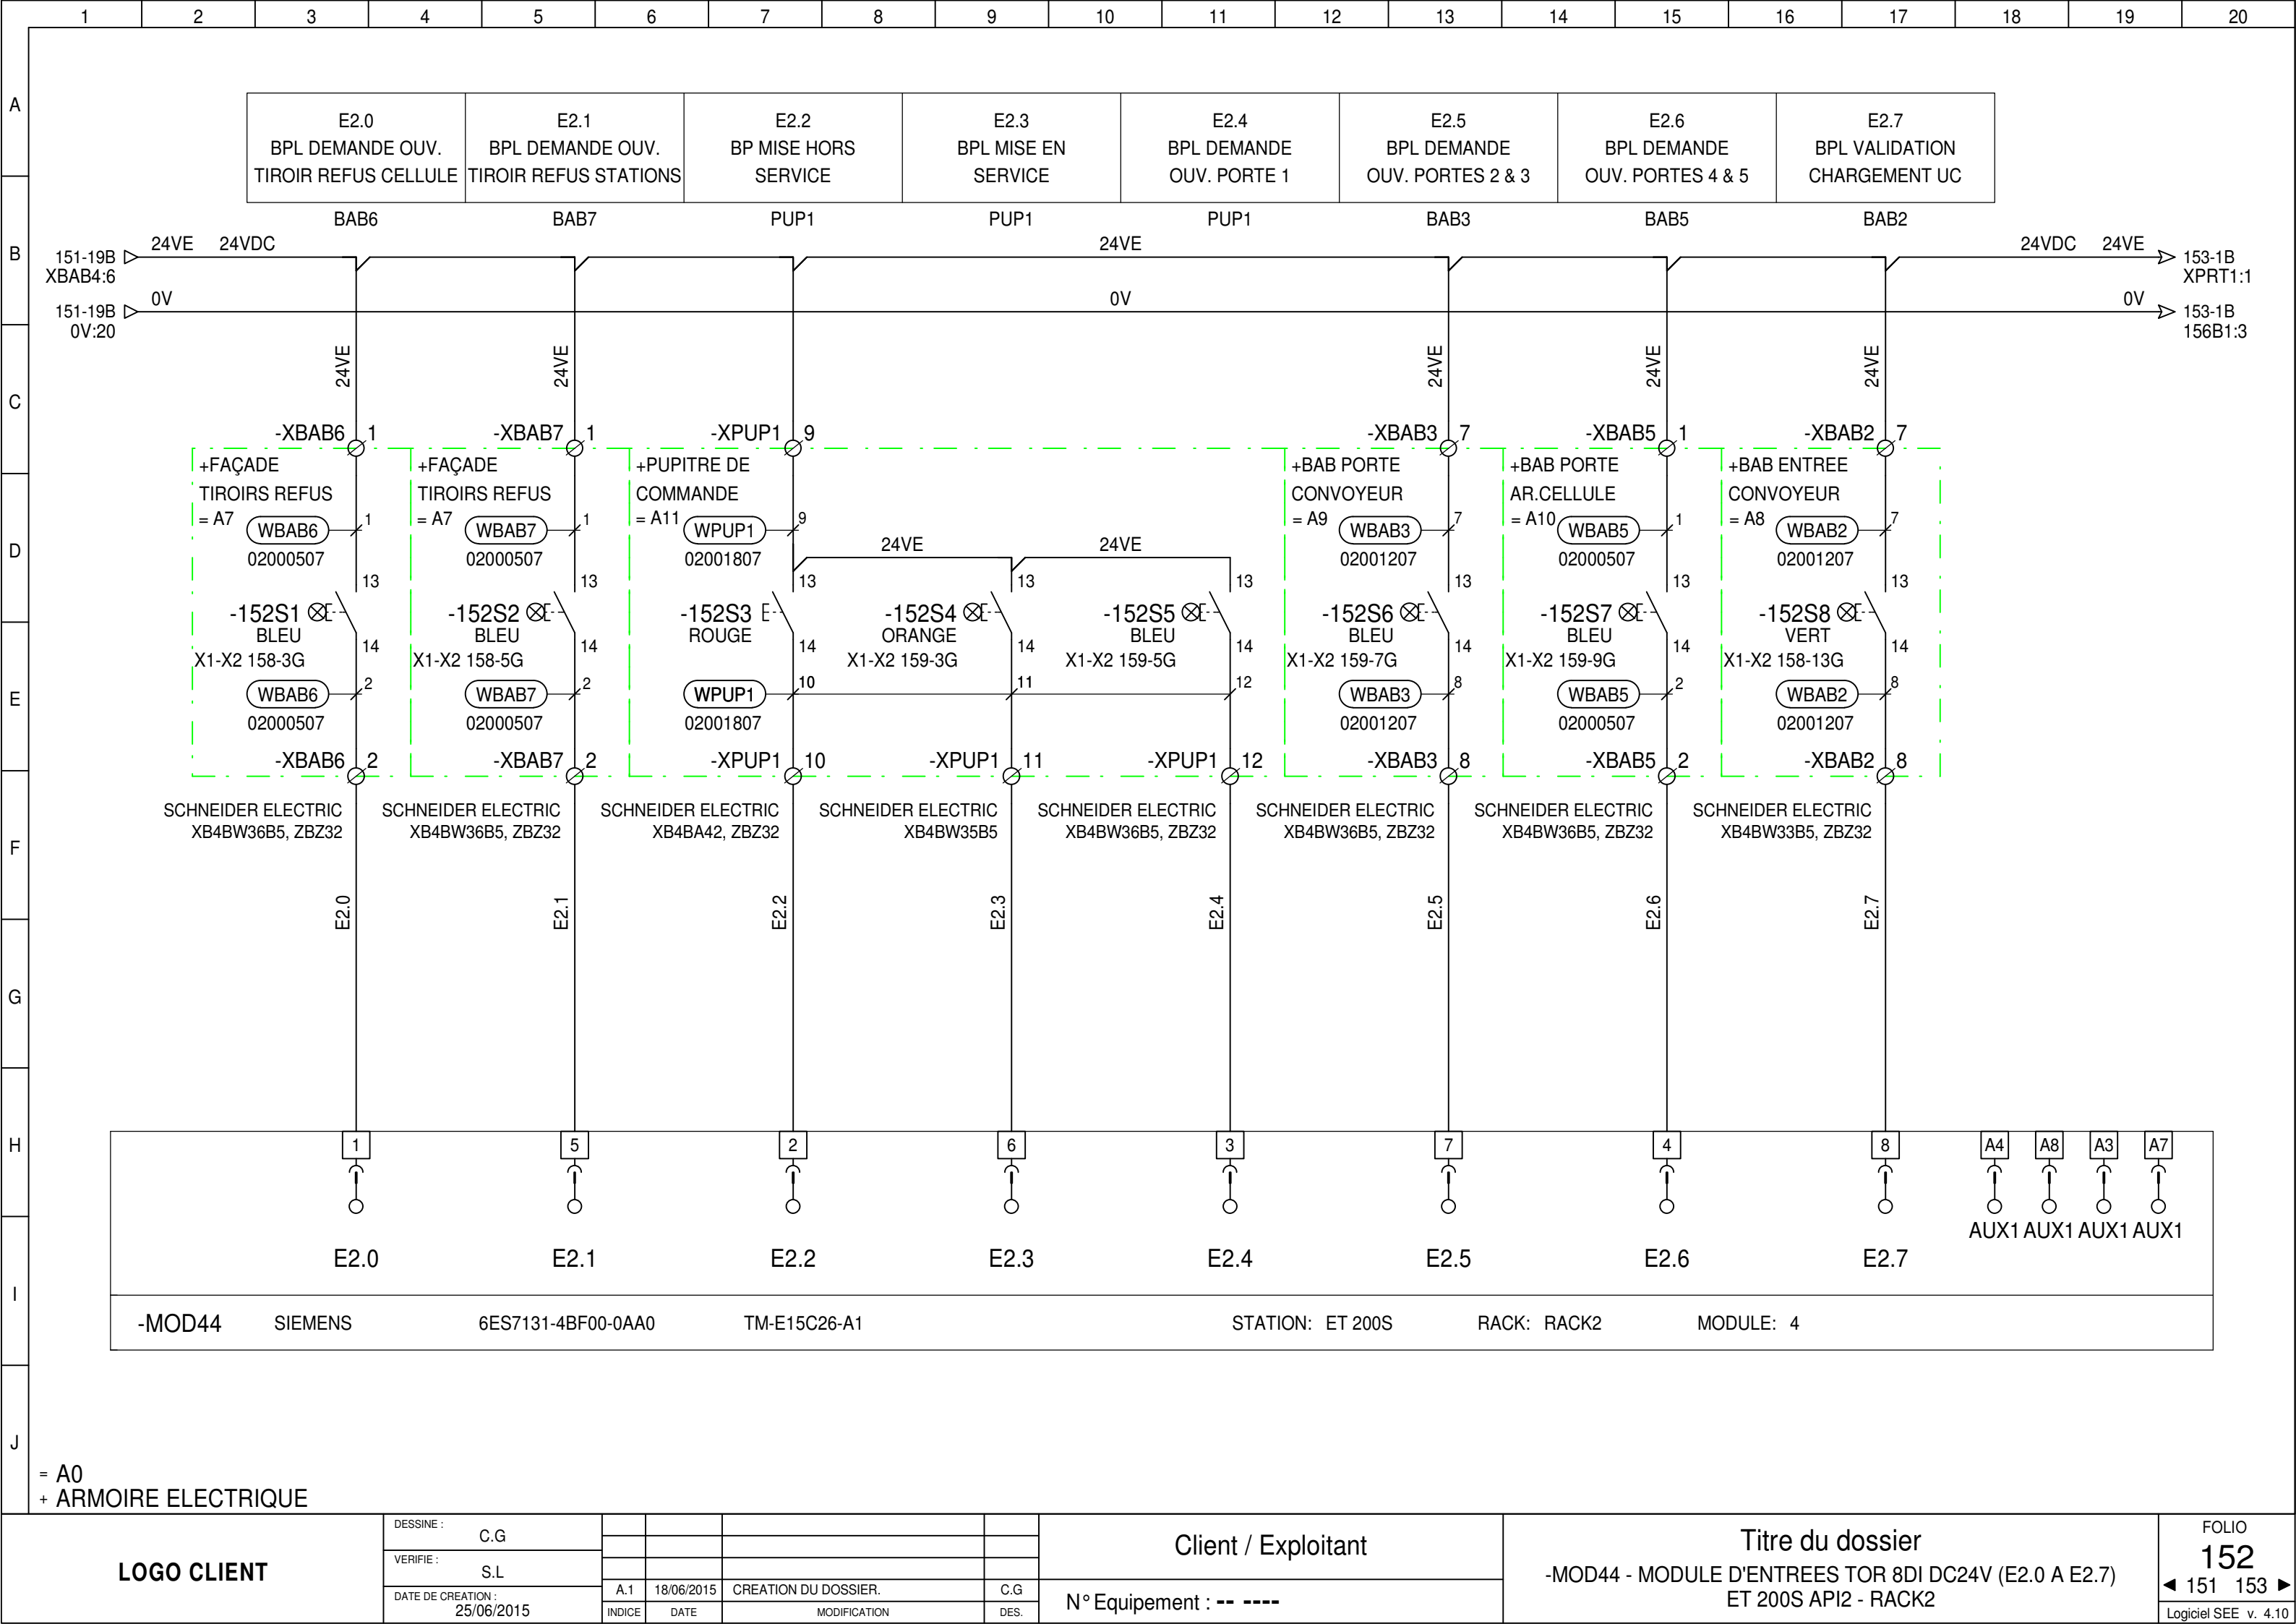 1 2 3 4 5 6 7 8 9 10 11 12 13 14 15 16 17 18 19 20
A
E2.0 E2.1 E2.2 E2.3 E2.4 E2.5 E2.6 E2.7
BPL DEMANDE OUV. BPL DEMANDE OUV. BP MISE HORS BPL MISE EN BPL DEMANDE BPL DEMANDE BPL DEMANDE BPL VALIDATION
TIROIR REFUS CELLULE TIROIR REFUS STATIONS SERVICE SERVICE OUV. PORTE 1 OUV. PORTES 2 & 3 OUV. PORTES 4 & 5 CHARGEMENT UC
BAB6 BAB7 PUP1 PUP1 PUP1 BAB3 BAB5 BAB2
24VE 24VDC 24VE 24VDC 24VE
B 151-19B 153-1B
XBAB4:6 XPRT1:1
0V 0V 0V
151-19B 153-1B
0V:20 156B1:3
24VE 24VE 24VE 24VE 24VE
C
-XBAB6 1 -XBAB7 1 -XPUP1 9 -XBAB3 7 -XBAB5 1 -XBAB2 7
+FAÇADE +FAÇADE +PUPITRE DE +BAB PORTE +BAB PORTE +BAB ENTREE
TIROIRS REFUS TIROIRS REFUS COMMANDE CONVOYEUR AR.CELLULE CONVOYEUR
= A7 = A7 = A11 = A9 = A10 = A8
WBAB6 1 WBAB7 1 WPUP1 9 WBAB3 7 WBAB5 1 WBAB2 7
D
24VE 24VE
02000507 02000507 02001807 02001207 02000507 02001207
13 13 13 13 13 13 13 13
-152S1 -152S2 -152S3 -152S4 -152S5 -152S6 -152S7 -152S8
BLEU BLEU ROUGE ORANGE BLEU BLEU BLEU VERT
14 14 14 14 14 14 14 14
X1-X2 158-3G X1-X2 158-5G X1-X2 159-3G X1-X2 159-5G X1-X2 159-7G X1-X2 159-9G X1-X2 158-13G
E
WBAB6 2 WBAB7 2 WPUP1 10 11 12 WBAB3 8 WBAB5 2 WBAB2 8
02000507 02000507 02001807 02001207 02000507 02001207
-XBAB6 2 -XBAB7 2 -XPUP1 10 -XPUP1 11 -XPUP1 12 -XBAB3 8 -XBAB5 2 -XBAB2 8
SCHNEIDER ELECTRIC SCHNEIDER ELECTRIC SCHNEIDER ELECTRIC SCHNEIDER ELECTRIC SCHNEIDER ELECTRIC SCHNEIDER ELECTRIC SCHNEIDER ELECTRIC SCHNEIDER ELECTRIC
XB4BW36B5, ZBZ32 XB4BW36B5, ZBZ32 XB4BA42, ZBZ32 XB4BW35B5 XB4BW36B5, ZBZ32 XB4BW36B5, ZBZ32 XB4BW36B5, ZBZ32 XB4BW33B5, ZBZ32
F
E2.0 E2.1 E2.2 E2.3 E2.4 E2.5 E2.6 E2.7
G
H 1 5 2 6 3 7 4 8 A4 A8 A3 A7
AUX1 AUX1 AUX1 AUX1
E2.0 E2.1 E2.2 E2.3 E2.4 E2.5 E2.6 E2.7
I
-MOD44 SIEMENS 6ES7131-4BF00-0AA0 TM-E15C26-A1 STATION: ET 200S RACK: RACK2 MODULE: 4
J
= A0
+ ARMOIRE ELECTRIQUE
LOGO CLIENT
DESSINE :
C.G
VERIFIE :
S.L
DATE DE CREATION :
25/06/2015
A.1 18/06/2015 CREATION DU DOSSIER. C.G
INDICE DATE MODIFICATION DES.
Client / Exploitant
N° Equipement : -- ----
Titre du dossier
-MOD44 - MODULE D'ENTREES TOR 8DI DC24V (E2.0 A E2.7)
ET 200S API2 - RACK2
FOLIO
152
151 153
Logiciel SEE v. 4.10